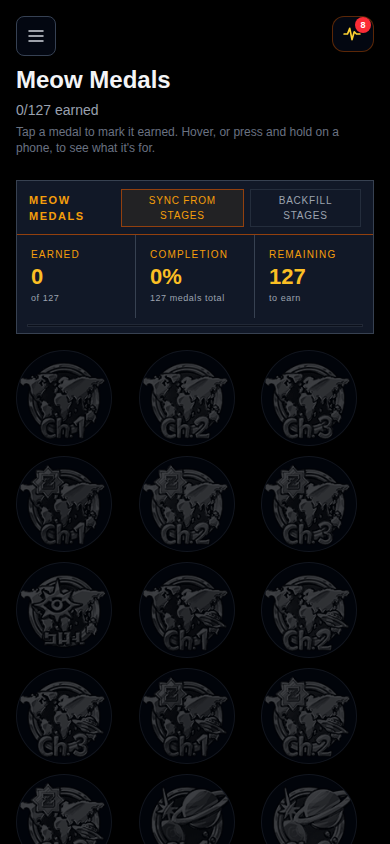 8
Meow Medals
0/127 earned
Tap a medal to mark it earned. Hover, or press and hold on a
phone, to see what it's for.
MEOW
MEDALS
SYNC FROM
STAGES
BACKFILL
STAGES
EARNED
0
of 127
COMPLETION
0%
127 medals total
REMAINING
127
to earn
Ch.1
Ch.2
Ch.3
Z
Z
Z
Ch.1
Ch.2
Ch.3
Ch.1
Ch.2
Z
Z
Ch.3
Ch.1
Ch.2
Z